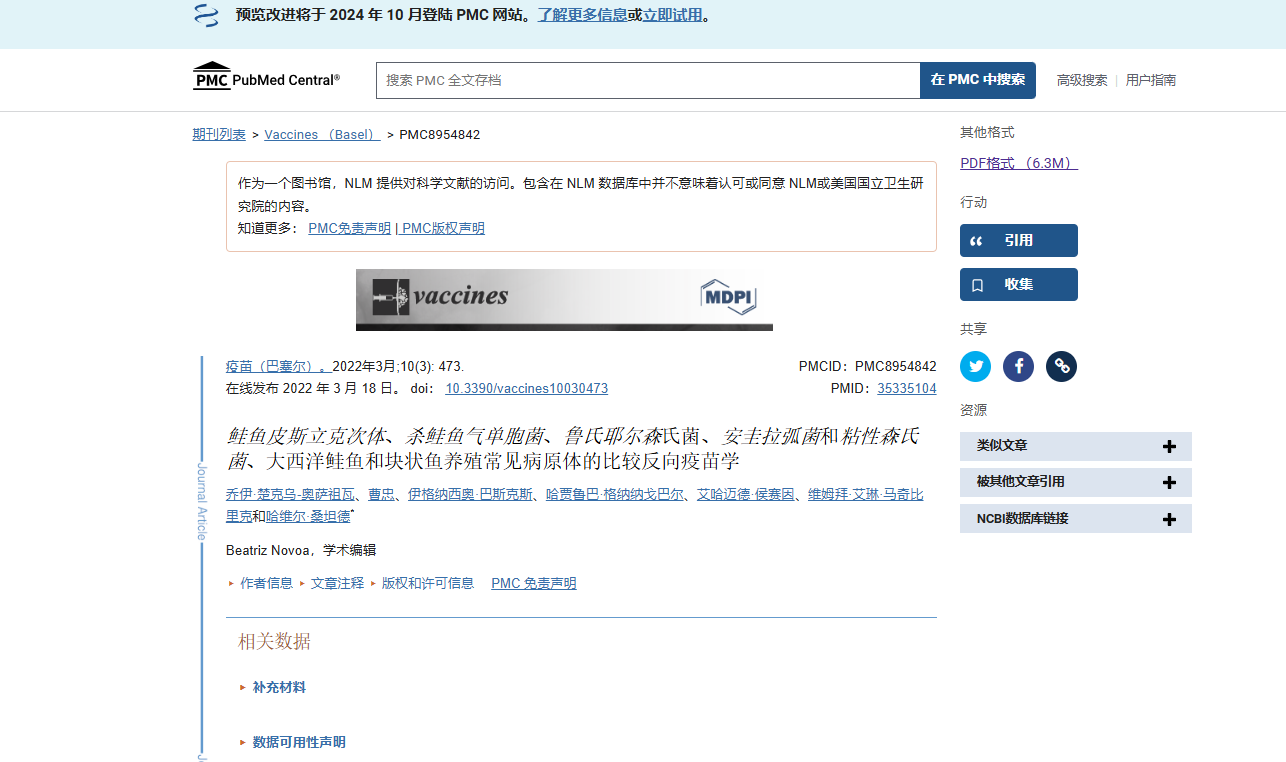 预览改进将于 2024 年 10 月登陆 PMC 网站。了解更多信息或立即试用。
PMC PubMed Central®
搜索 PMC 全文存档
在 PMC 中搜索
高级搜索 | 用户指南
期刊列表 > Vaccines （Basel） > PMC8954842
作为一个图书馆，NLM 提供对科学文献的访问。包含在 NLM 数据库中并不意味着认可或同意 NLM或美国国立卫生研
究院的内容。
知道更多： PMC免责声明 | PMC版权声明
vaccines
MDPI
疫苗（巴塞尔）。2022年3月;10(3): 473.
在线发布 2022 年 3 月 18 日。 doi： 10.3390/vaccines10030473
PMCID：PMC8954842
PMID：35335104
鲑鱼皮斯立克次体、杀鲑鱼气单胞菌、鲁氏耶尔森氏菌、安圭拉弧菌和粘性森氏
菌、大西洋鲑鱼和块状鱼养殖常见病原体的比较反向疫苗学
乔伊·楚克乌-奥萨祖瓦、曹忠、伊格纳西奥·巴斯克斯、哈贾鲁巴·格纳纳戈巴尔、艾哈迈德·侯赛因、维姆拜·艾琳·马奇比
里克和哈维尔·桑坦德*
Beatriz Novoa，学术编辑
作者信息 文章注释 版权和许可信息 PMC 免责声明
相关数据
补充材料
数据可用性声明
Journal Article
其他格式
PDF格式 （6.3M）
行动
引用
收集
共享
资源
类似文章
被其他文章引用
NCBI数据库链接